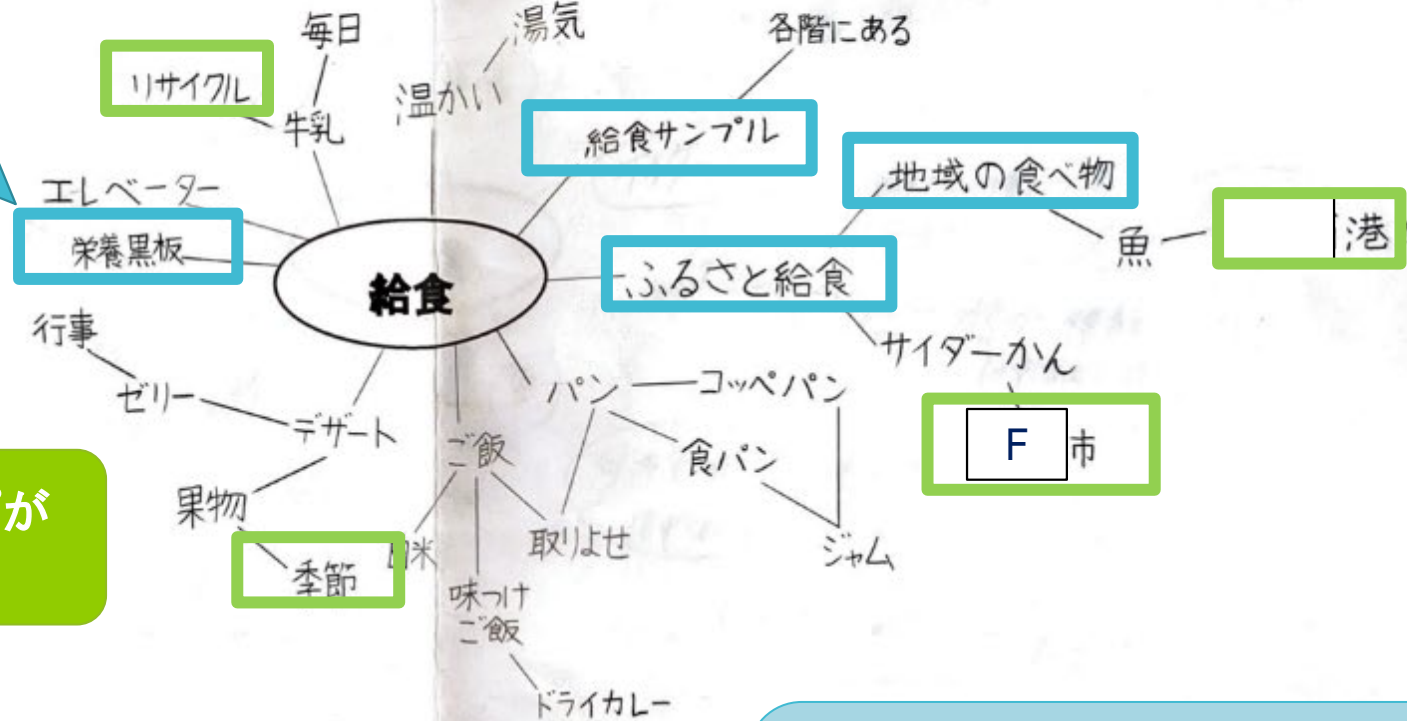 毎日
湯気
各階にある
リサイクル
温かい
牛乳
給食サンプル
地域の食べ物
エレベーター
魚
港
栄養黒板
給食
ふるさと給食
行事
サイダーかん
ゼリー
パン
コッペパン
デザート
ご飯
食パン
F市
が
果物
白米
取りよせ
ジャム
季節
味つけ
ご飯
ドライカレー